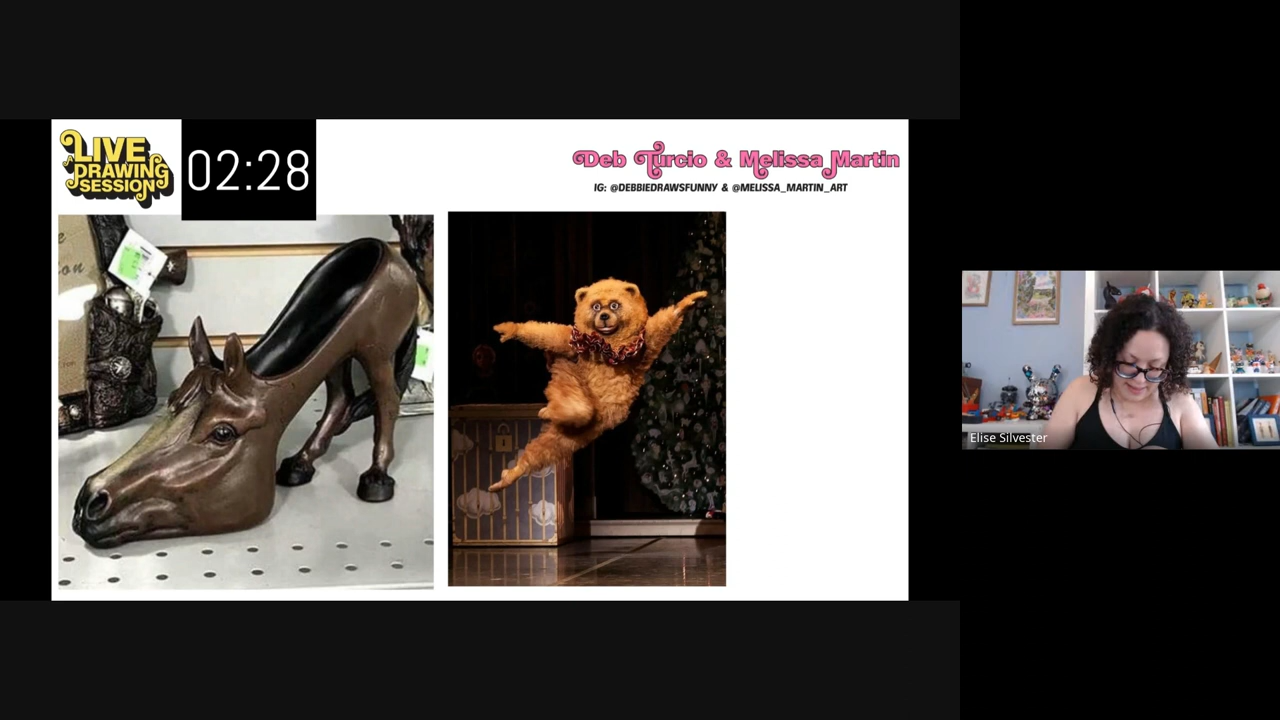 LIVE
DRAWING
SESSION
02:28
Deb Turcio & Melissa Martin
IG: @DEBBIEDRAWSFUNNY & @MELISSA_MARTIN_ART
Elise Silvester